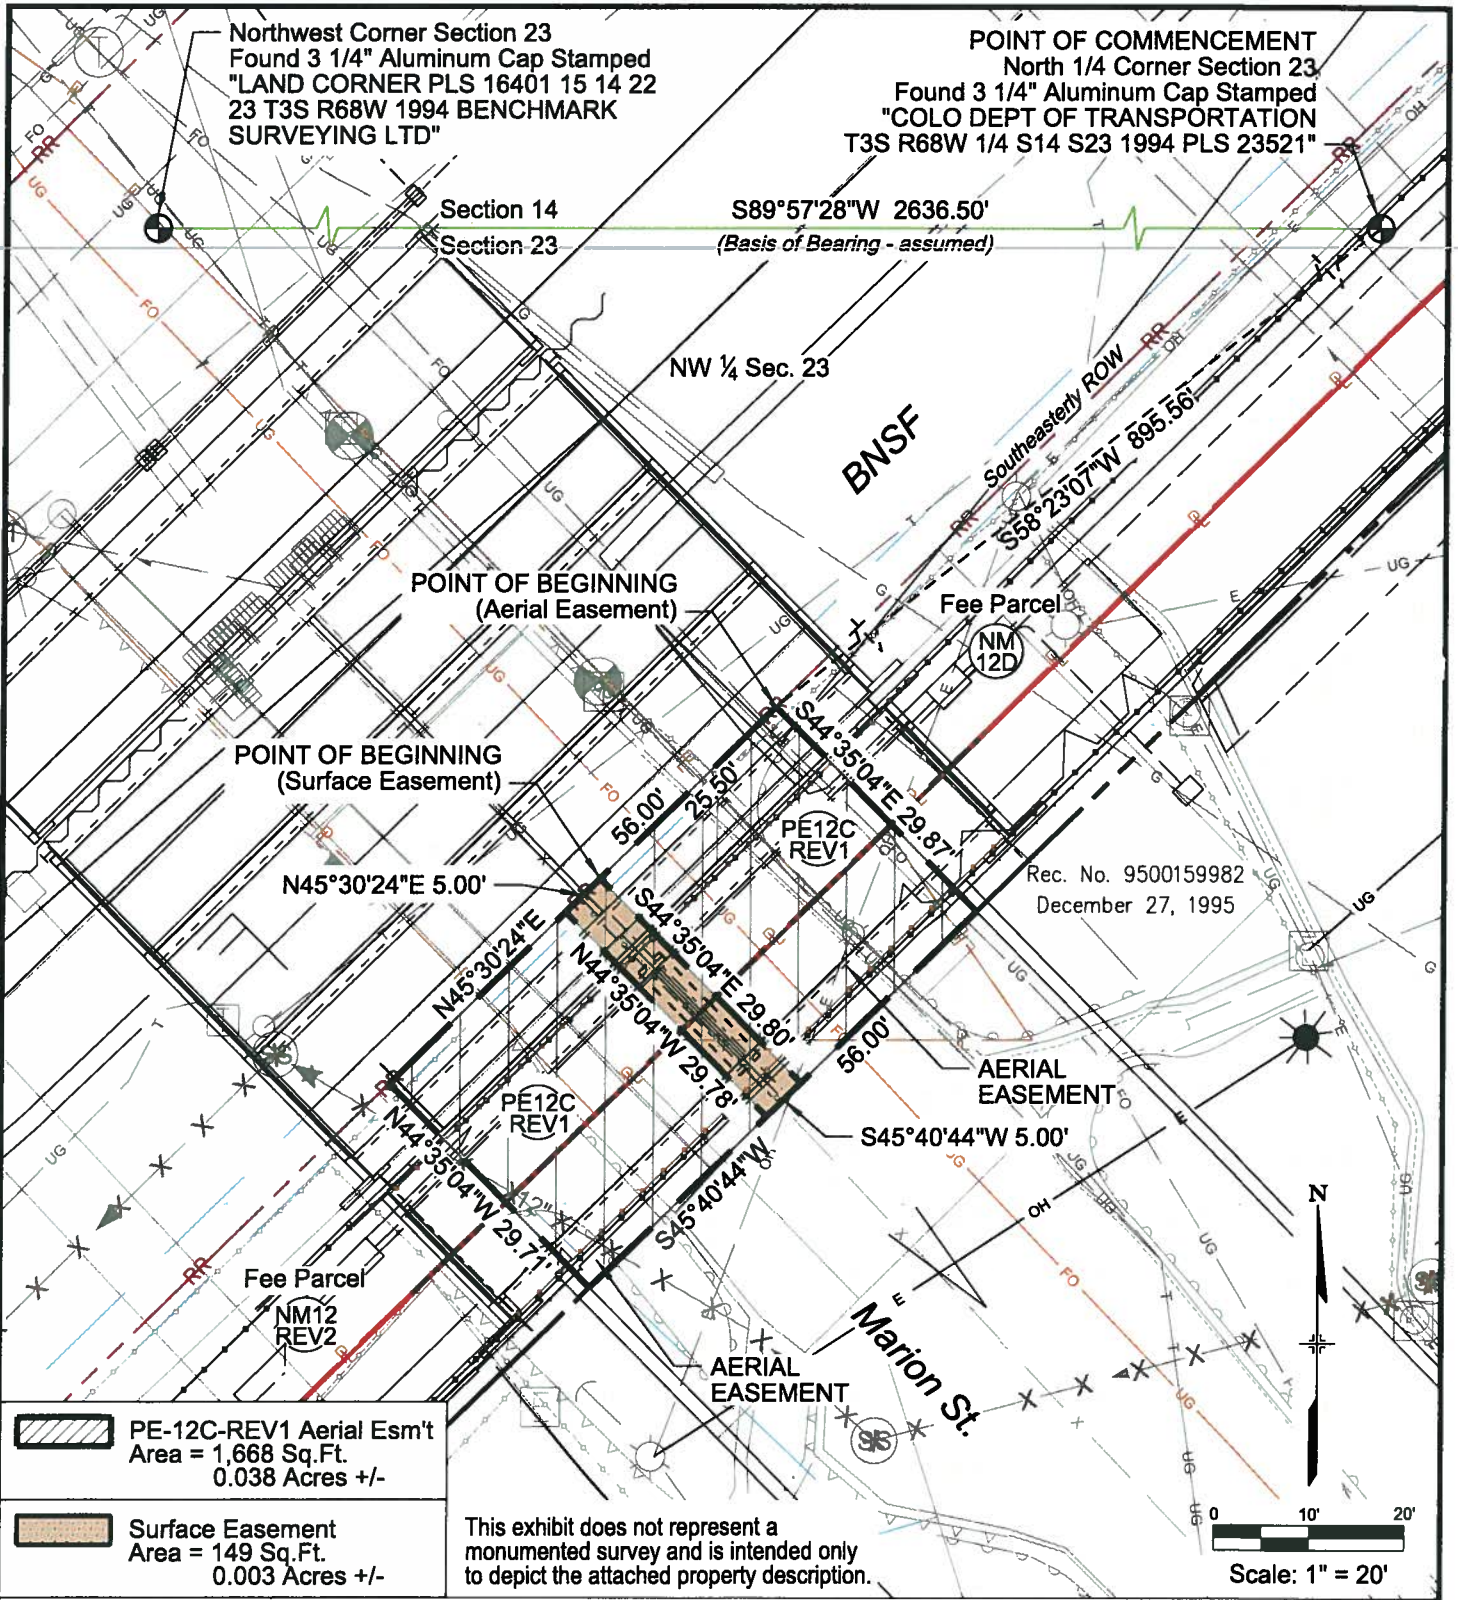 Northwest Corner Section 23
Found 3 1/4" Aluminum Cap Stamped
"LAND CORNER PLS 16401 15 14 22
23 T3S R68W 1994 BENCHMARK
SURVEYING LTD"
POINT OF COMMENCEMENT
North 1/4 Corner Section 23
Found 3 1/4" Aluminum Cap Stamped
"COLO DEPT OF TRANSPORTATION
T3S R68W 1/4 S14 S23 1994 PLS 23521"
Section 14
Section 23
S89°57'28"W 2636.50'
(Basis of Bearing - assumed)
NW ¼ Sec. 23
BNSF
Southeasterly ROW
S58°23'07"W 895.56'
POINT OF BEGINNING
(Aerial Easement)
Fee Parcel
NM
12D
POINT OF BEGINNING
(Surface Easement)
56.00'
25.50'
S44°35'04"E 29.87'
PE12C
REV1
N45°30'24"E 5.00'
Rec. No. 9500159982
December 27, 1995
N45°30'24"E
S44°35'04"E 29.80'
N44°35'04"W 29.78'
56.00'
AERIAL
EASEMENT
PE12C
REV1
S45°40'44"W 5.00'
N44°35'04"W 29.71'
12"
S45°40'44"W
Fee Parcel
NM12
REV2
AERIAL
EASEMENT
Marion St.
N
PE-12C-REV1 Aerial Esm't
Area = 1,668 Sq.Ft.
0.038 Acres +/-
Surface Easement
Area = 149 Sq.Ft.
0.003 Acres +/-
This exhibit does not represent a
monumented survey and is intended only
to depict the attached property description.
0 10' 20'
Scale: 1" = 20'
UG
FO
RR
OH
E
G
T